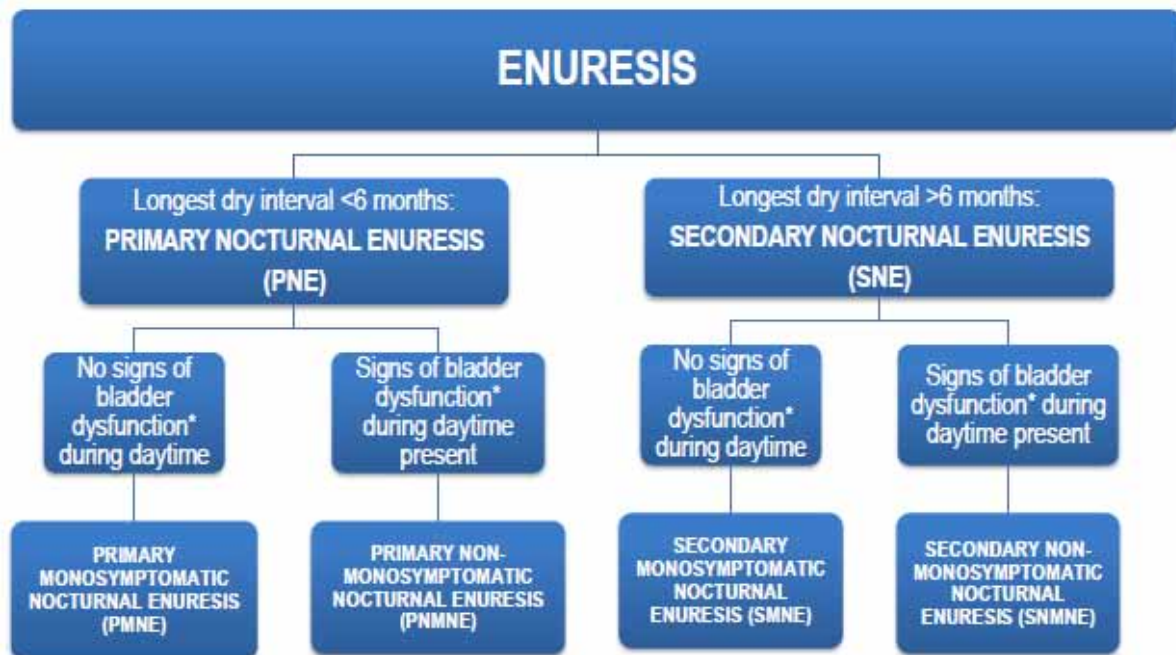 ENURESIS
Longest dry interval <6 months:
PRIMARY NOCTURNAL ENURESIS
(PNE)
Longest dry interval >6 months:
SECONDARY NOCTURNAL ENURESIS
(SNE)
No signs of
bladder
dysfunction*
during daytime
Signs of bladder
dysfunction*
during daytime
present
No signs of
bladder
dysfunction*
during daytime
Signs of bladder
dysfunction* during
daytime present
PRIMARY
MONOSYMPTOMATIC
NOCTURNAL ENURESIS
(PMNE)
PRIMARY NON-
MONOSYMPTOMATIC
NOCTURNAL ENURESIS
(PNMNE)
SECONDARY
MONOSYMPTOMATIC
NOCTURNAL
ENURESIS (SMNE)
SECONDARY NON-
MONOSYMPTOMATIC
NOCTURNAL
ENURESIS (SNMNE)